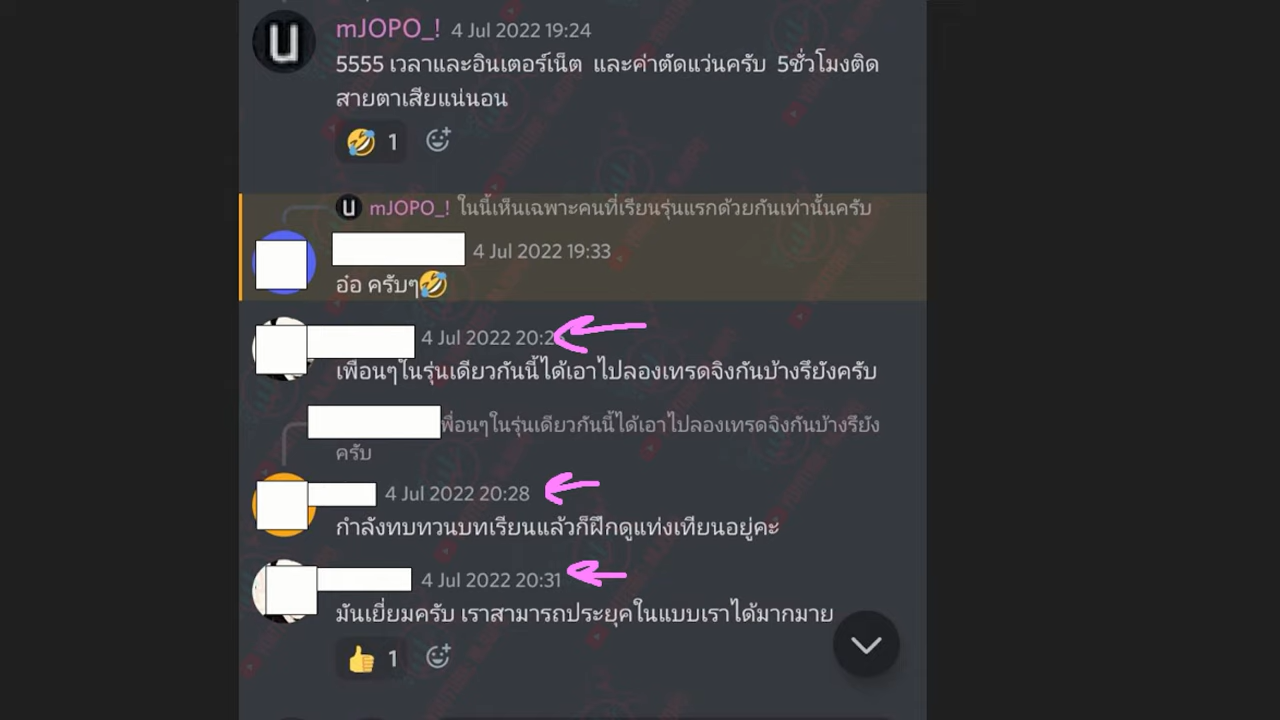 mJOPO_! 4 Jul 2022 19:24
5555 เวลาและอินเตอร์เน็ต และค่าตัดแว่นครับ 5ชั่วโมงติด
สายตาเสียแน่นอน
1
mJOPO_! ในนี้เห็นเฉพาะคนที่เรียนรุ่นแรกด้วยกันเท่านั้นครับ
4 Jul 2022 19:33
อ๋อ ครับๆ
4 Jul 2022
เพื่อนๆในรุ่นเดียวกันนี้ได้เอาไปลองเทรดจิงกันบ้างรึยังครับ
พื่อนๆในรุ่นเดียวกันนี้ได้เอาไปลองเทรดจิงกันบ้างรึยัง
ครับ
4 Jul 2022 20:28
กำลังทบทวนบทเรียนแล้วก็ฝึกดูแท่งเทียนอยู่คะ
4 Jul 2022 20:31
มันเยี่ยมครับ เราสามารถประยุคในแบบเราได้มากมาย
1